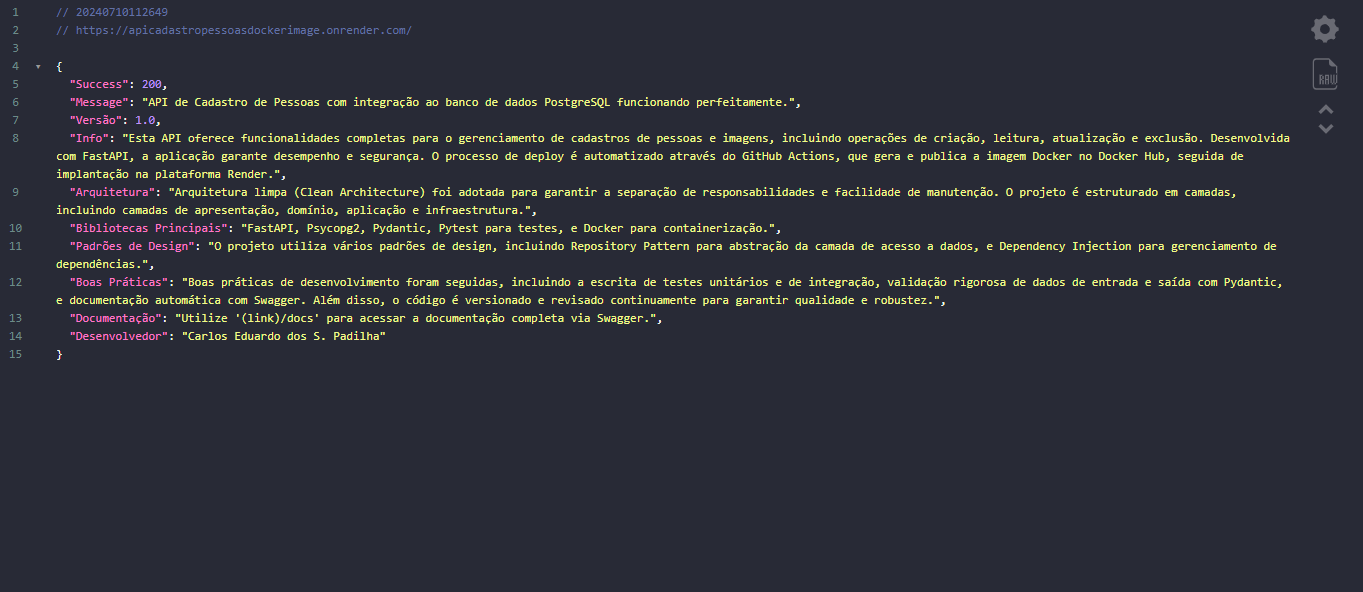 1 // 20240710112649
2 // https://apicadastropessoasdockerimage.onrender.com/
3
4 {
5 "Success": 200,
6 "Message": "API de Cadastro de Pessoas com integração ao banco de dados PostgreSQL funcionando perfeitamente.",
7 "Versão": 1.0,
8 "Info": "Esta API oferece funcionalidades completas para o gerenciamento de cadastros de pessoas e imagens, incluindo operações de criação, leitura, atualização e exclusão. Desenvolvida
com FastAPI, a aplicação garante desempenho e segurança. O processo de deploy é automatizado através do GitHub Actions, que gera e publica a imagem Docker no Docker Hub, seguida de
implantação na plataforma Render.",
9 "Arquitetura": "Arquitetura limpa (Clean Architecture) foi adotada para garantir a separação de responsabilidades e facilidade de manutenção. O projeto é estruturado em camadas,
incluindo camadas de apresentação, domínio, aplicação e infraestrutura.",
10 "Bibliotecas Principais": "FastAPI, Psycopg2, Pydantic, Pytest para testes, e Docker para containerização.",
11 "Padrões de Design": "O projeto utiliza vários padrões de design, incluindo Repository Pattern para abstração da camada de acesso a dados, e Dependency Injection para gerenciamento de
dependências.",
12 "Boas Práticas": "Boas práticas de desenvolvimento foram seguidas, incluindo a escrita de testes unitários e de integração, validação rigorosa de dados de entrada e saída com Pydantic,
e documentação automática com Swagger. Além disso, o código é versionado e revisado continuamente para garantir qualidade e robustez.",
13 "Documentação": "Utilize '(link)/docs' para acessar a documentação completa via Swagger.",
14 "Desenvolvedor": "Carlos Eduardo dos S. Padilha"
15 }
RAW